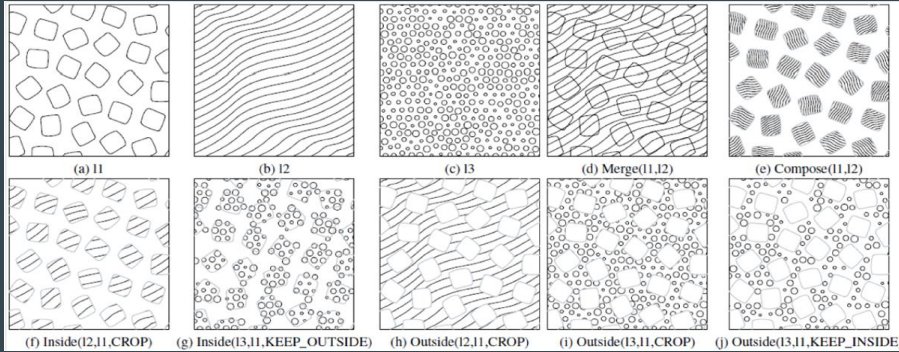 (a) l1
(b) l2
(c) l3
(d) Merge(l1,l2)
(e) Compose(l1,l2)
(f) Inside(l2,l1,CROP)
(g) Inside(l3,l1,KEEP_OUTSIDE)
(h) Outside(l2,l1,CROP)
(i) Outside(l3,l1,CROP)
(j) Outside(l3,l1,KEEP_INSIDE